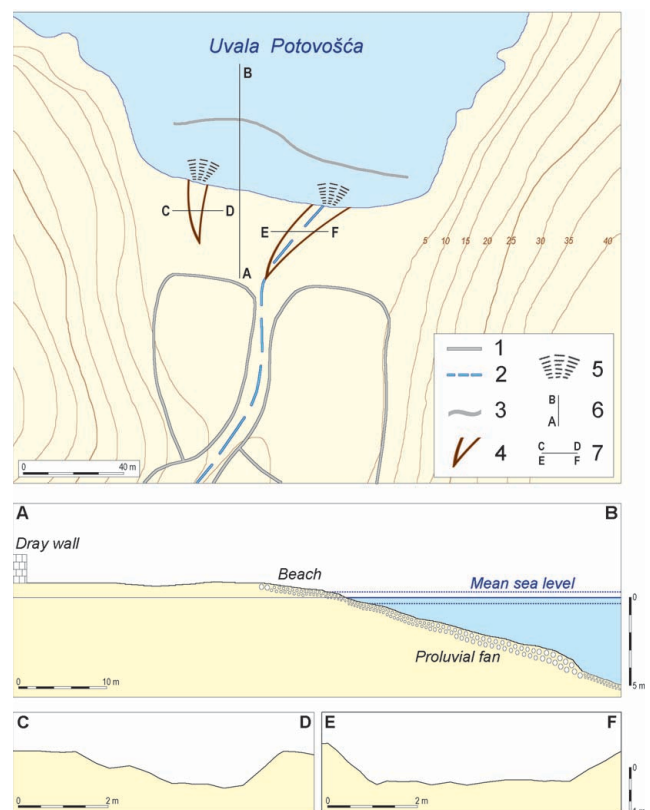 Uvala Potovošća
B
C D
E F
A
5 10 15 20 25 30 35 40
1
2
3
4
5
B
A 6
C D
E F 7
0 40 m
A B
Dray wall
Beach
Mean sea level
Proluvial fan
0
5 m
0 10 m
C D
0 2 m
E F
0 2 m
0